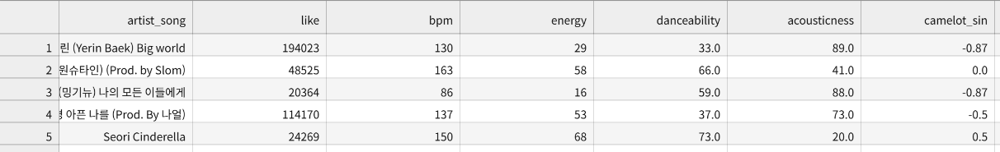 artist_song like bpm energy danceability acousticness camelot_sin
1 린 (Yerin Baek) Big world 194023 130 29 33.0 89.0 -0.87
2 원슈타인) (Prod. by Slom) 48525 163 58 66.0 41.0 0.0
3 (밍기뉴) 나의 모든 이들에게 20364 86 16 59.0 88.0 -0.87
4 아픈 나를 (Prod. By 나얼) 114170 137 53 37.0 73.0 -0.5
5 Seori Cinderella 24269 150 68 73.0 20.0 0.5